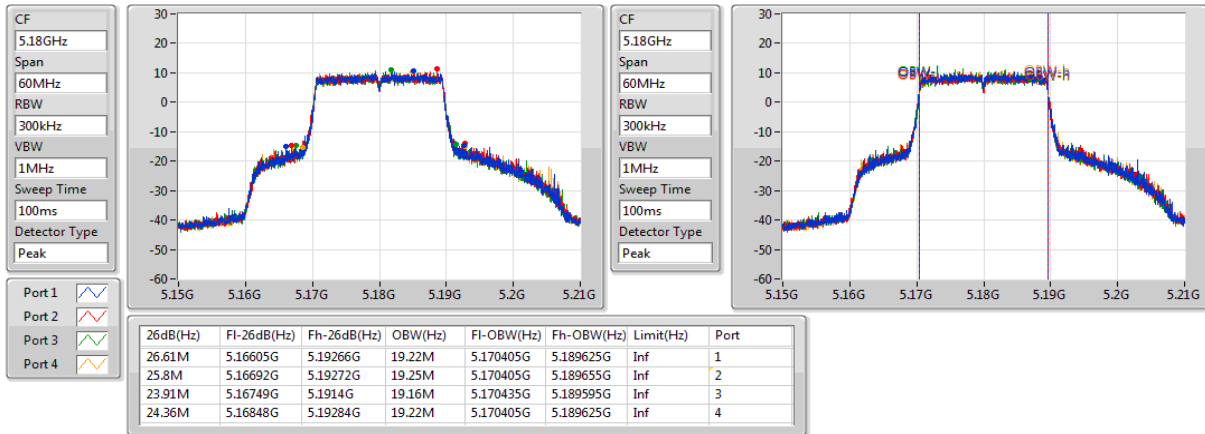 CF
5.18GHz
Span
60MHz
RBW
300kHz
VBW
1MHz
Sweep Time
100ms
Detector Type
Peak
30
20
10
0
-10
-20
-30
-40
-50
-60
5.15G 5.16G 5.17G 5.18G 5.19G 5.2G 5.21G
CF
5.18GHz
Span
60MHz
RBW
300kHz
VBW
1MHz
Sweep Time
100ms
Detector Type
Peak
30
20
10
0
-10
-20
-30
-40
-50
-60
OBW-l OBW-h
5.15G 5.16G 5.17G 5.18G 5.19G 5.2G 5.21G
Port 1
Port 2
Port 3
Port 4
26dB(Hz) Fl-26dB(Hz) Fh-26dB(Hz) OBW(Hz) Fl-OBW(Hz) Fh-OBW(Hz) Limit(Hz) Port
26.61M 5.16605G 5.19266G 19.22M 5.170405G 5.189625G Inf 1
25.8M 5.16692G 5.19272G 19.25M 5.170405G 5.189655G Inf 2
23.91M 5.16749G 5.1914G 19.16M 5.170435G 5.189595G Inf 3
24.36M 5.16848G 5.19284G 19.22M 5.170405G 5.189625G Inf 4